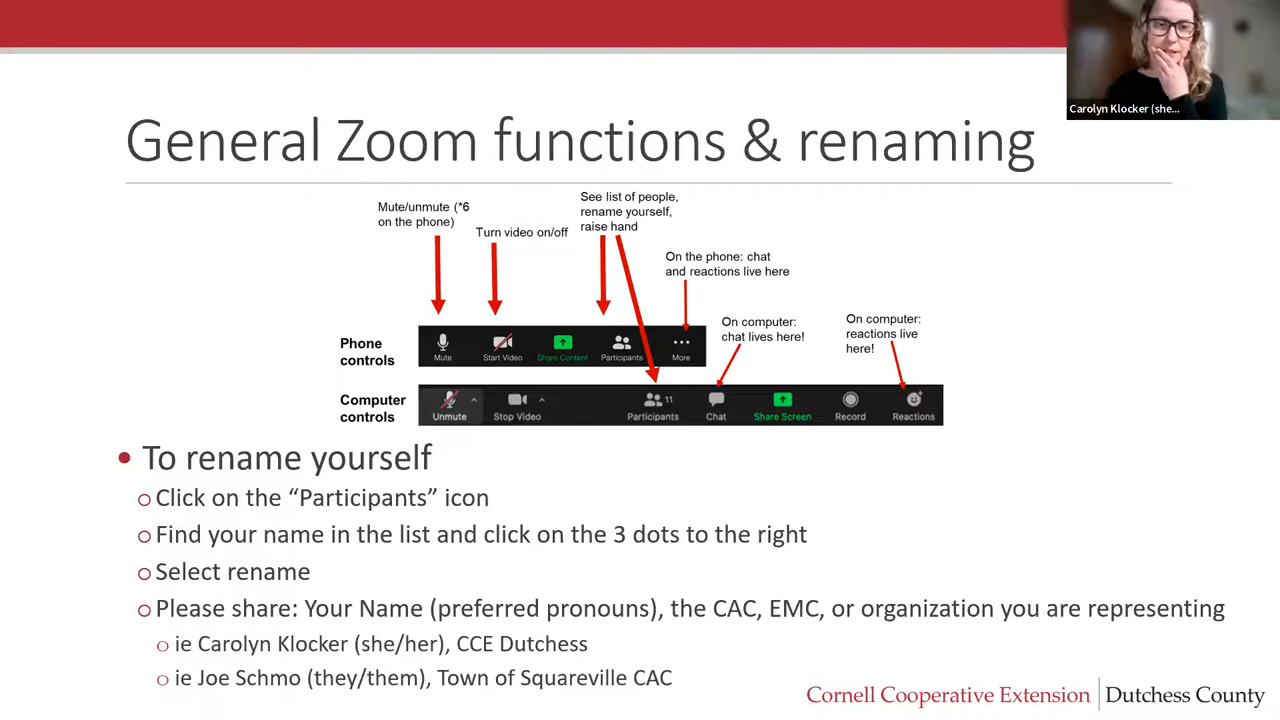 Carolyn Klocker (she...
General Zoom functions & renaming
Mute/unmute (*6
on the phone)
Turn video on/off
See list of people,
rename yourself,
raise hand
On the phone: chat
and reactions live here
On computer:
chat lives here!
On computer:
reactions live
here!
Phone
controls
Mute
Start Video
Share Content
Participants
More
Computer
controls
Unmute
Stop Video
11
Participants
Chat
Share Screen
Record
Reactions
• To rename yourself
o Click on the “Participants” icon
o Find your name in the list and click on the 3 dots to the right
o Select rename
o Please share: Your Name (preferred pronouns), the CAC, EMC, or organization you are representing
o ie Carolyn Klocker (she/her), CCE Dutchess
o ie Joe Schmo (they/them), Town of Squareville CAC
Cornell Cooperative Extension | Dutchess County